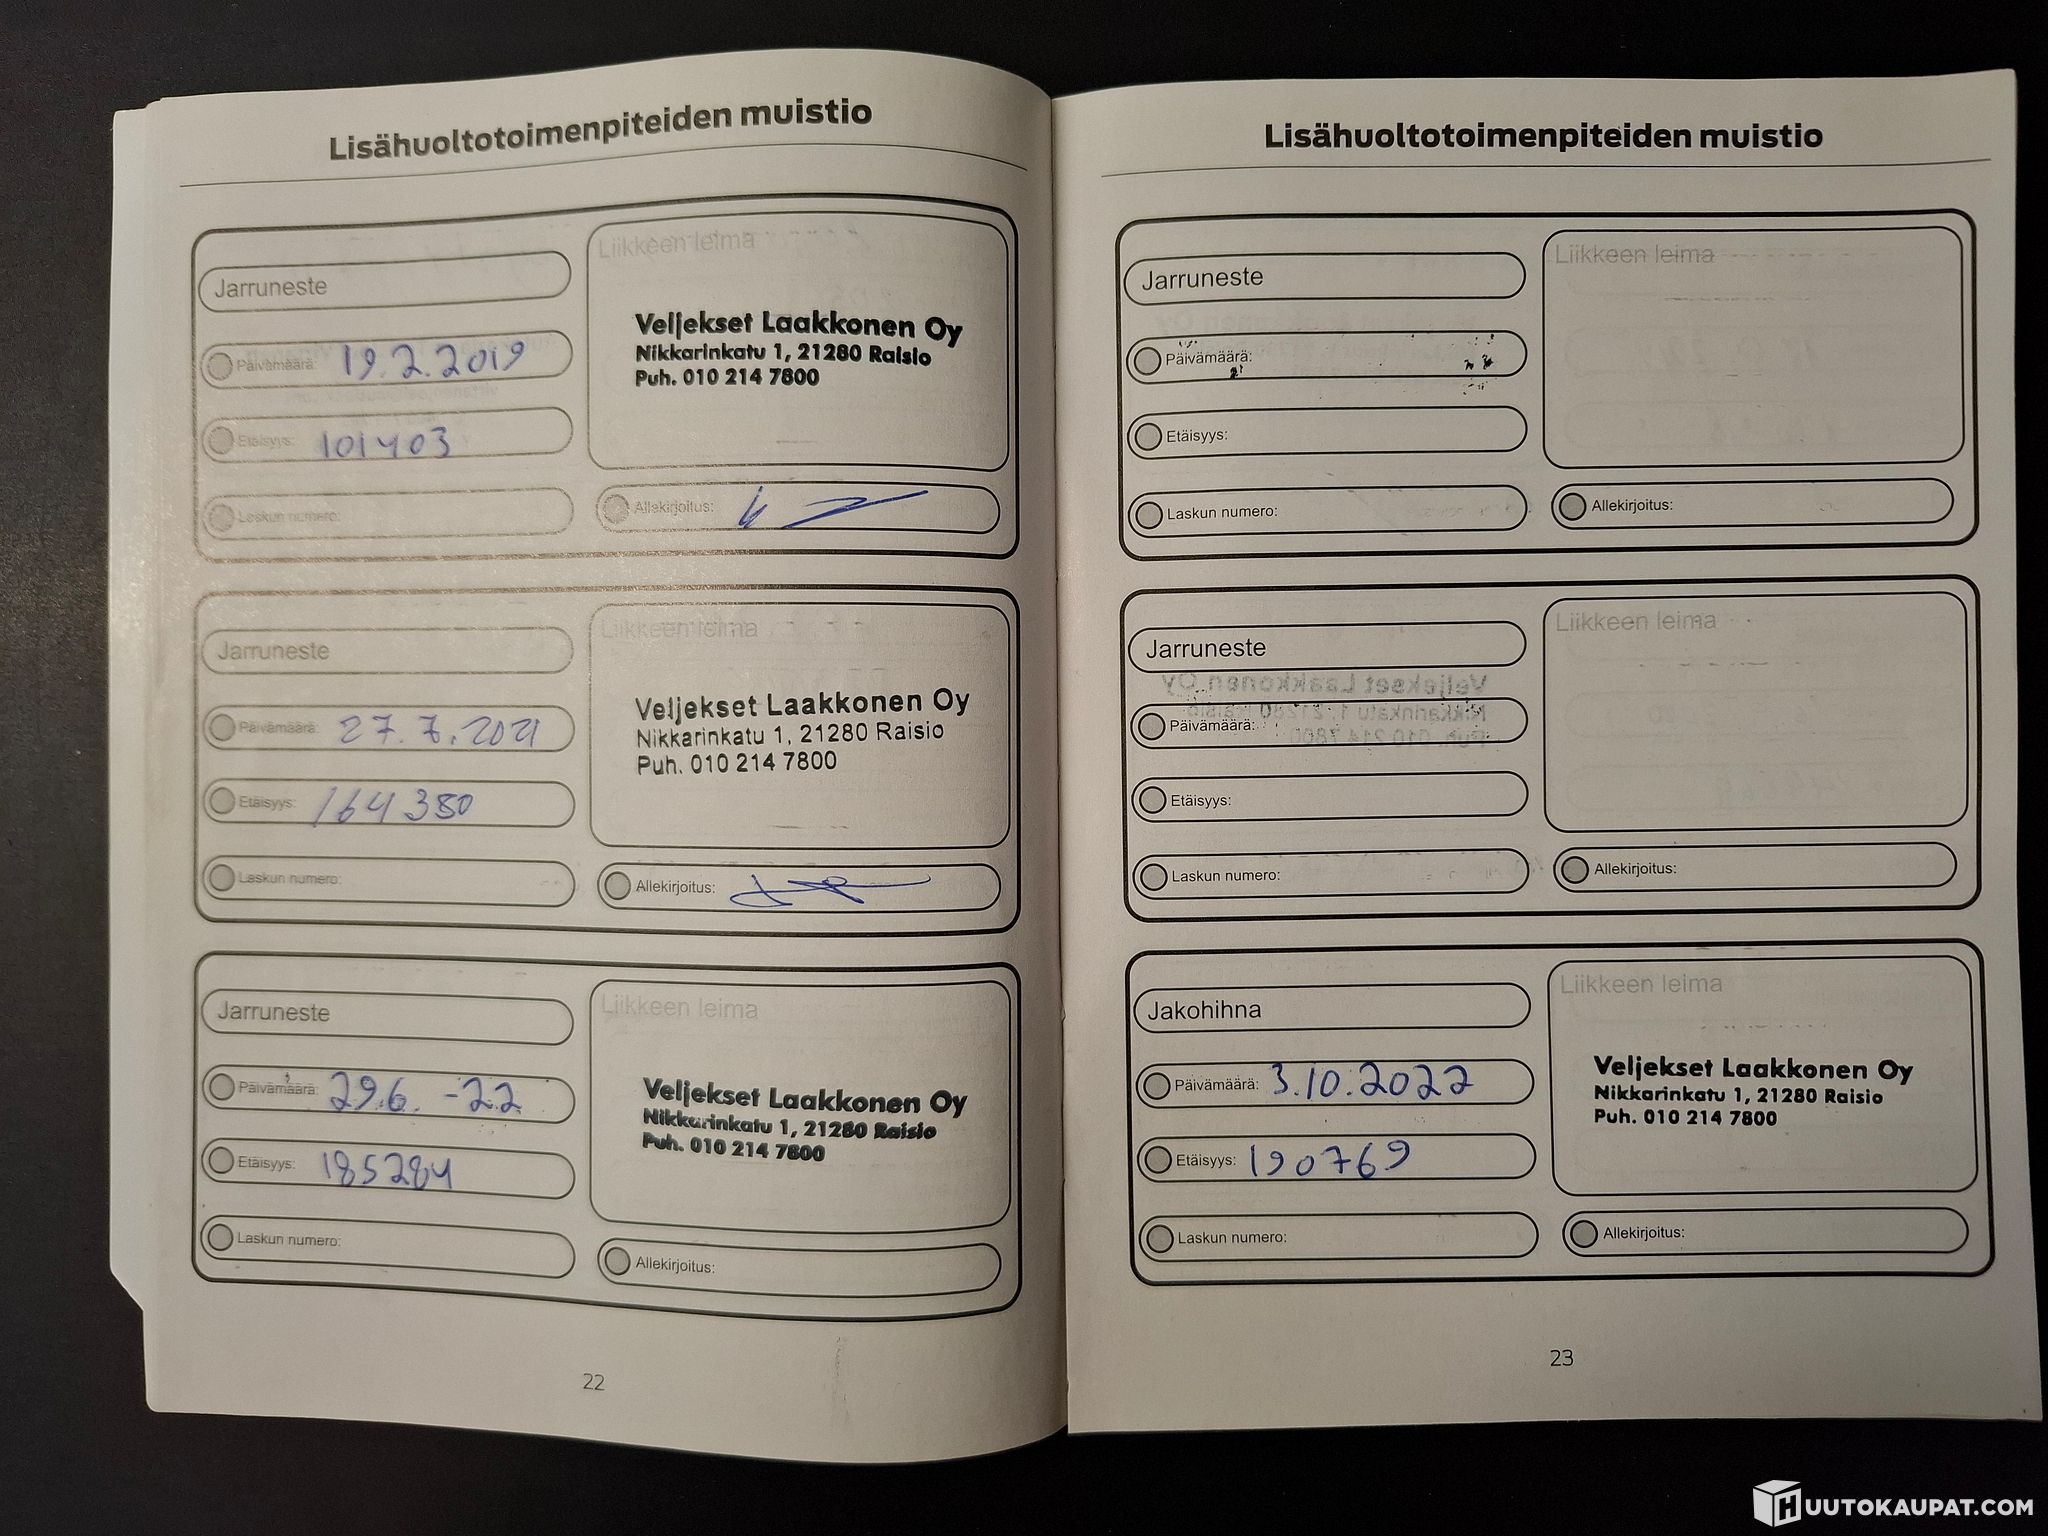 Lisähuoltotoimenpiteiden muistio
Jarruneste
Päivämäärä: 19.2.2019
Etäisyys: 101403
Laskun numero:
Liikkeen leima
Veljekset Laakkonen Oy
Nikkarinkatu 1, 21280 Raisio
Puh. 010 214 7800
Allekirjoitus:
Jarruneste
Päivämäärä: 27.7.2021
Etäisyys: 164380
Laskun numero:
Liikkeen leima
Veljekset Laakkonen Oy
Nikkarinkatu 1, 21280 Raisio
Puh. 010 214 7800
Allekirjoitus:
Jarruneste
Päivämäärä: 29.6. -22
Etäisyys: 185284
Laskun numero:
Liikkeen leima
Veljekset Laakkonen Oy
Nikkarinkatu 1, 21280 Raisio
Puh. 010 214 7800
Allekirjoitus:
22
Lisähuoltotoimenpiteiden muistio
Jarruneste
Päivämäärä:
Etäisyys:
Laskun numero:
Liikkeen leima
Allekirjoitus:
Jarruneste
Päivämäärä:
Etäisyys:
Laskun numero:
Liikkeen leima
Allekirjoitus:
Jakohihna
Päivämäärä: 3.10.2022
Etäisyys: 190769
Laskun numero:
Liikkeen leima
Veljekset Laakkonen Oy
Nikkarinkatu 1, 21280 Raisio
Puh. 010 214 7800
Allekirjoitus:
23
HUUTOKAUPAT.COM